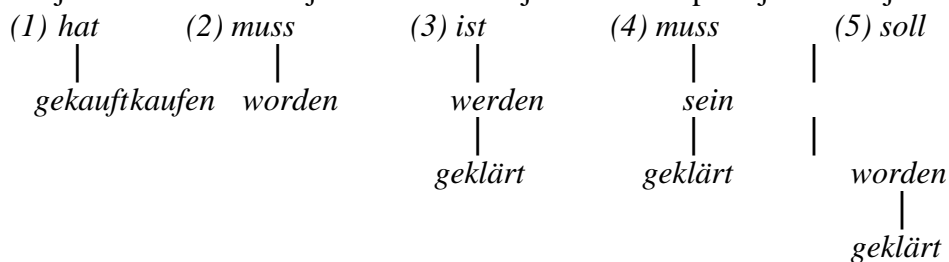 (1) hat (2) muss (3) ist (4) muss (5) soll
gekauftkaufen worden werden sein
geklärt geklärt worden
geklärt